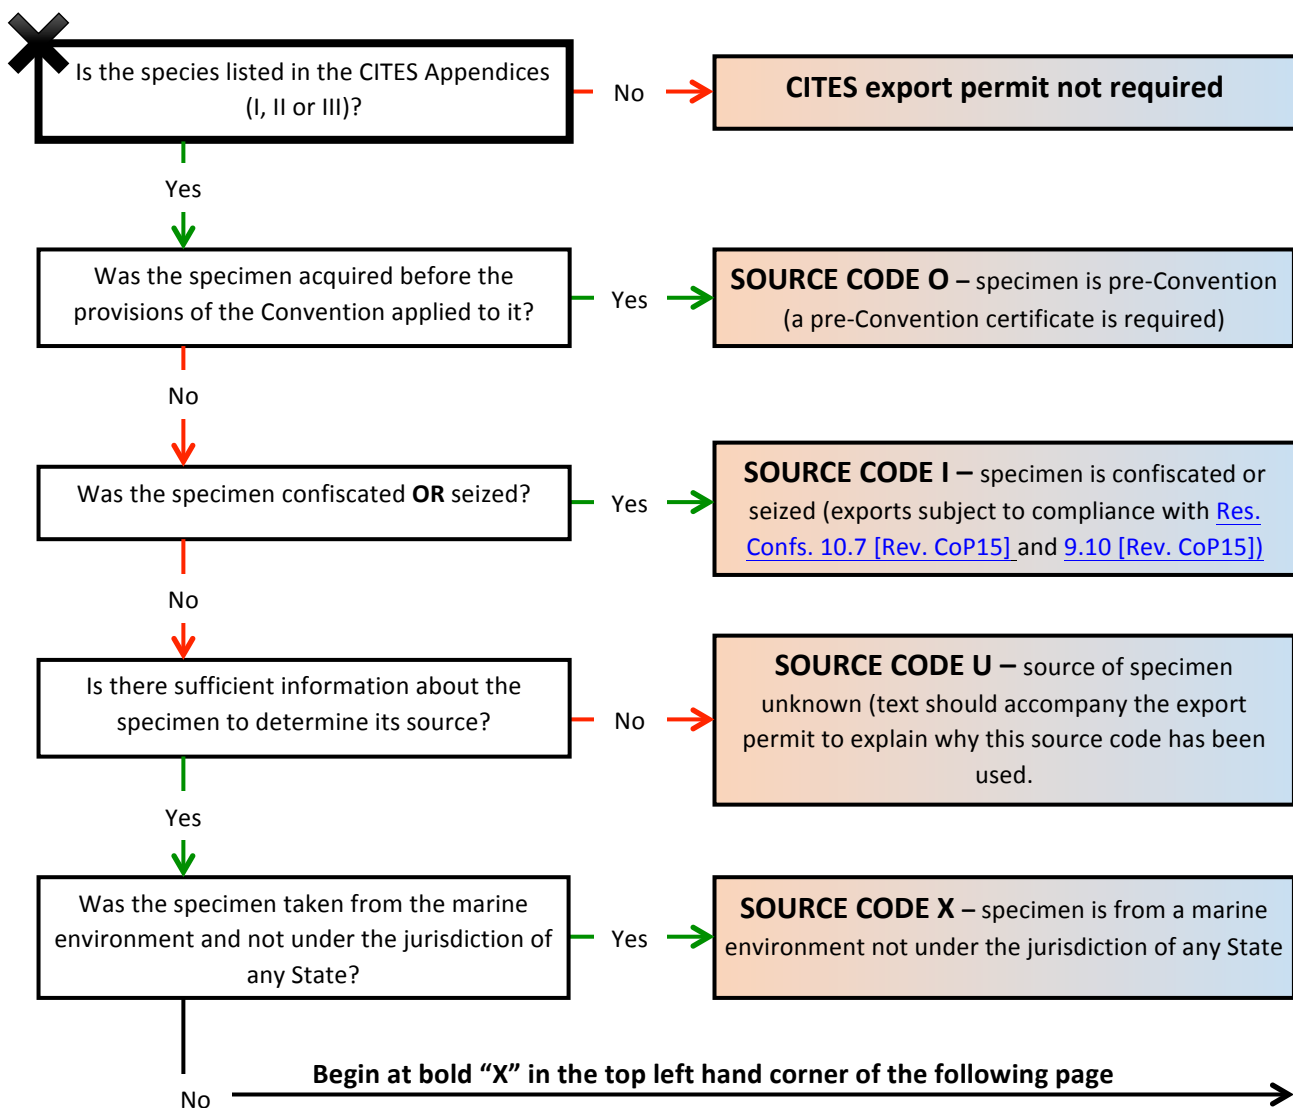 Is the species listed in the CITES Appendices
(I, II or III)?
No
CITES export permit not required
Yes
Was the specimen acquired before the
provisions of the Convention applied to it?
Yes
SOURCE CODE O – specimen is pre-Convention
(a pre-Convention certificate is required)
No
Was the specimen confiscated OR seized?
Yes
SOURCE CODE I – specimen is confiscated or
seized (exports subject to compliance with Res.
Confs. 10.7 [Rev. CoP15] and 9.10 [Rev. CoP15])
No
Is there sufficient information about the
specimen to determine its source?
No
SOURCE CODE U – source of specimen
unknown (text should accompany the export
permit to explain why this source code has been
used.
Yes
Was the specimen taken from the marine
environment and not under the jurisdiction of
any State?
Yes
SOURCE CODE X – specimen is from a marine
environment not under the jurisdiction of any State
No
Begin at bold “X” in the top left hand corner of the following page